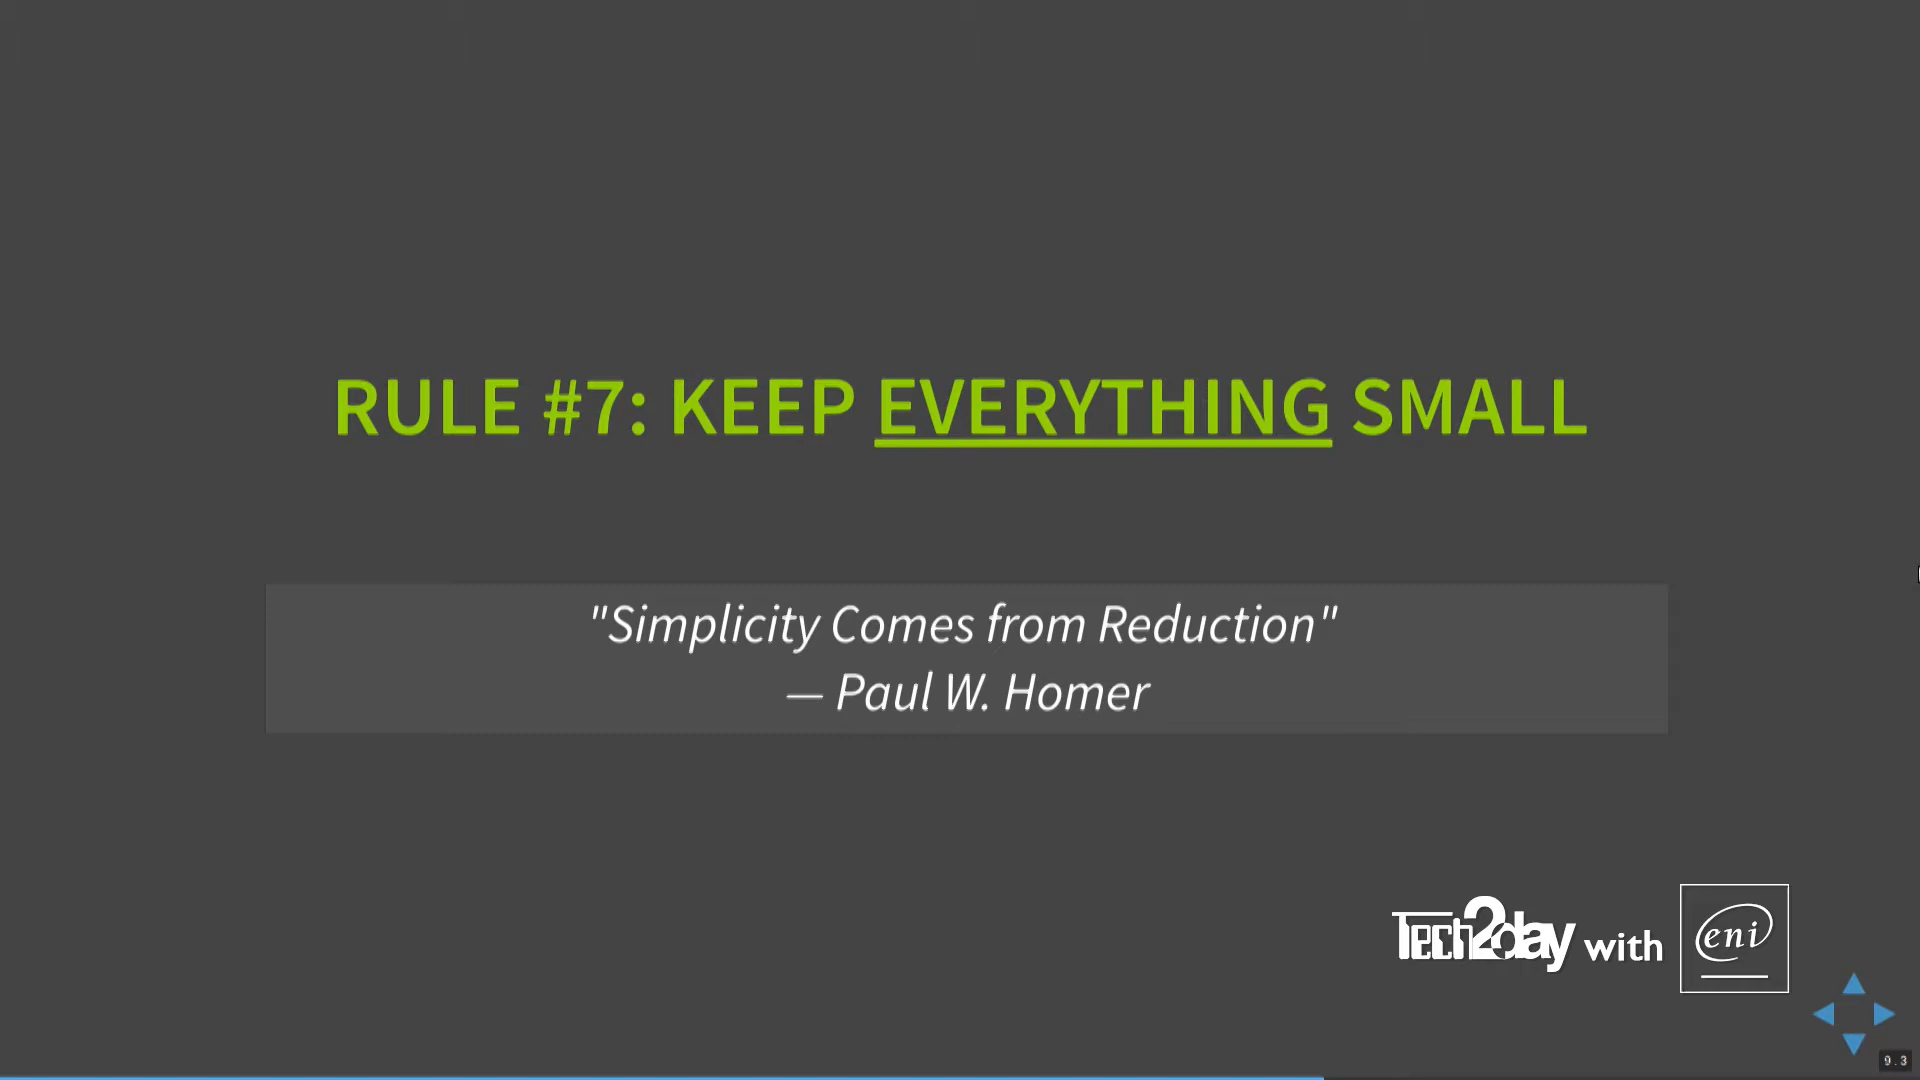 RULE #7: KEEP EVERYTHING SMALL
"Simplicity Comes from Reduction"
— Paul W. Homer
Tech2day with eni
9.3